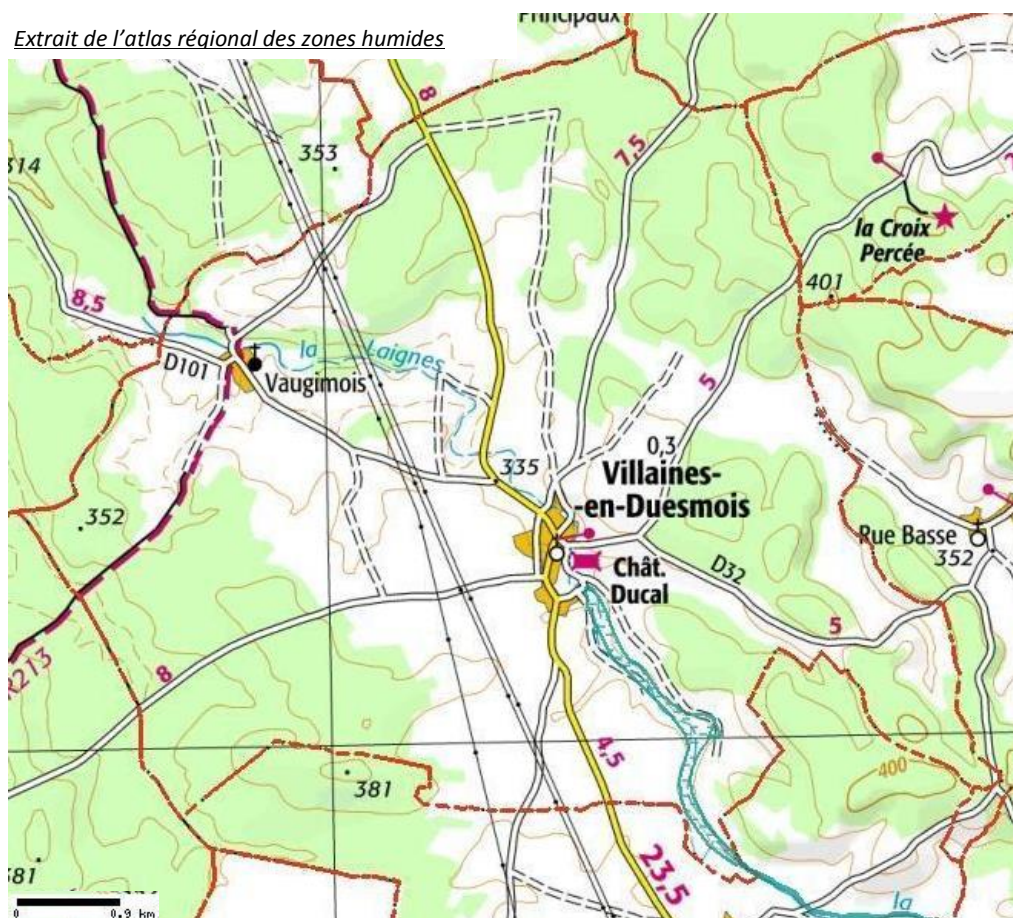 Extrait de l’atlas régional des zones humides
Principaux
8
353
314
7,5
la Croix
Percée
401
8,5
la Laignes
D101
Vaugimois
5
0,3
335
Villaines-
-en-Duesmois
352
Rue Basse
352
D32
Chât.
Ducal
5
8
4,5
400
381
381
23,5
la
0
0.9 km